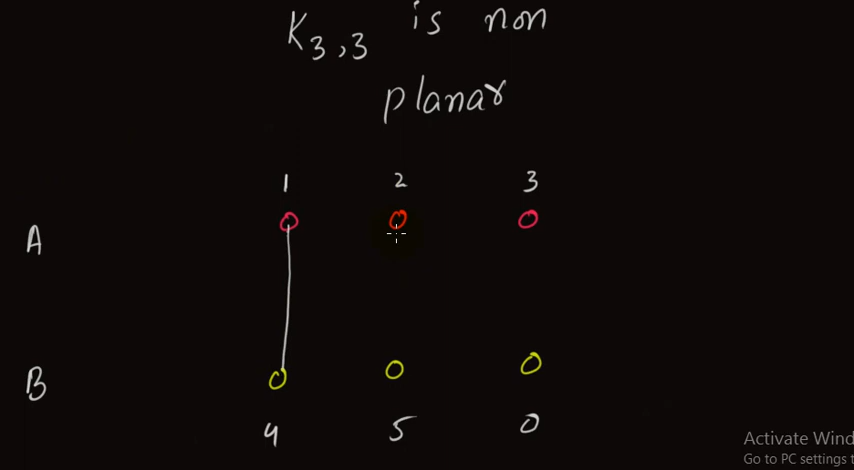 K3,3 is non
planar
1 2 3
A
B
4 5 0
Activate Wind
Go to PC settings t